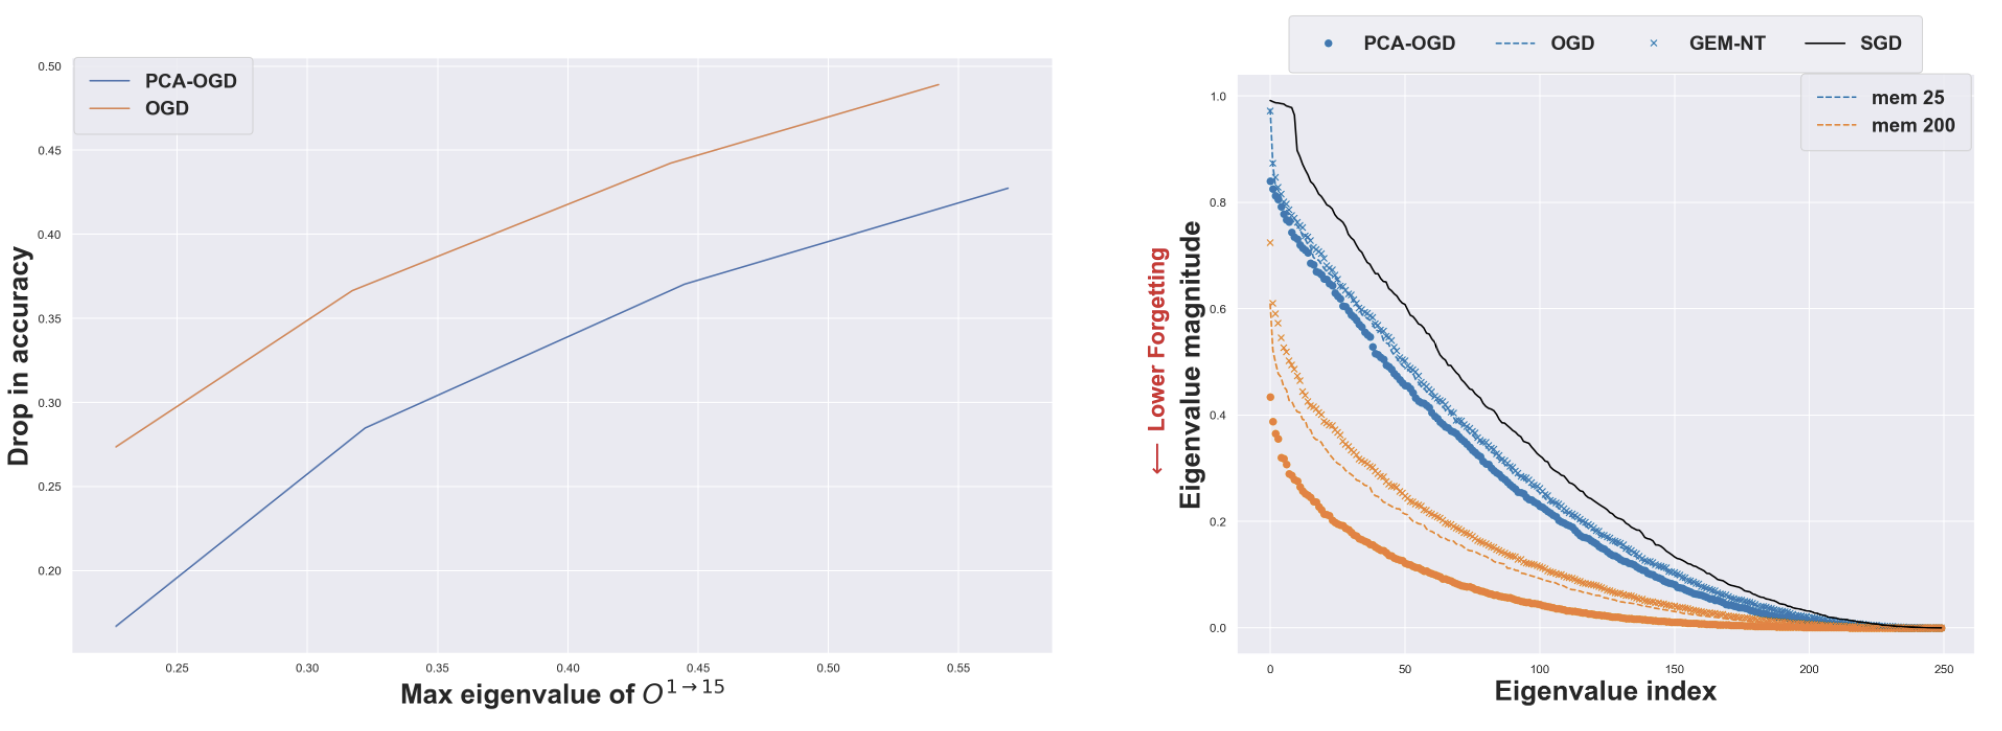 PCA-OGD
OGD
0.50
0.45
0.40
0.35
0.30
0.25
0.20
Drop in accuracy
0.25 0.30 0.35 0.40 0.45 0.50 0.55
Max eigenvalue of O^{1→15}
PCA-OGD OGD GEM-NT SGD
mem 25
mem 200
1.0
0.8
0.6
0.4
0.2
0.0
← Lower Forgetting
Eigenvalue magnitude
0 50 100 150 200 250
Eigenvalue index